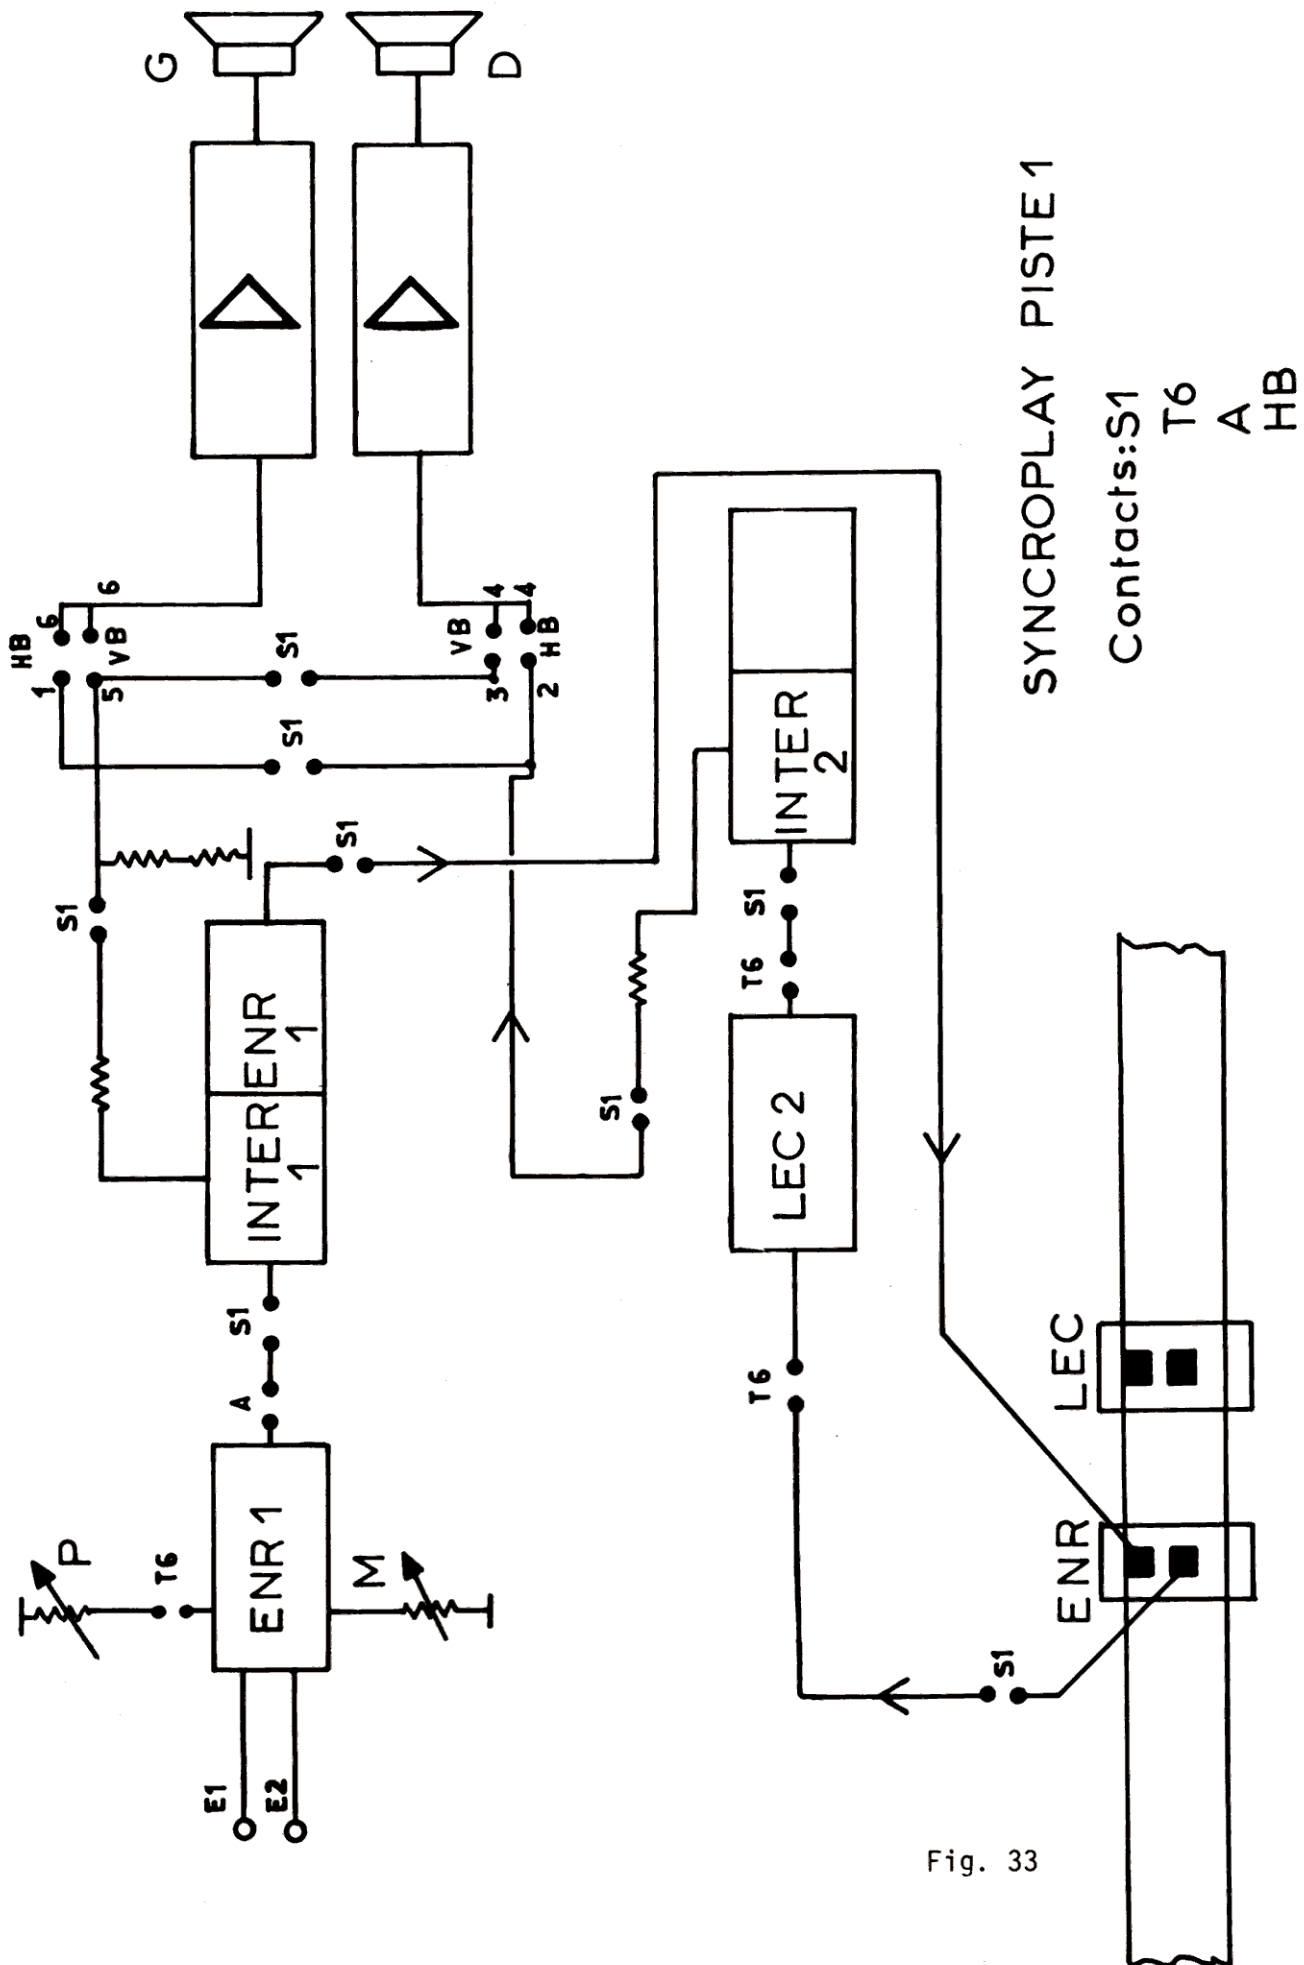 HB
1
6
S1
P
5
VB
6
G
T6
E1
A
S1
ENR 1
INTER
1
ENR
1
E2
S1
S1
S1
M
VB
3
4
D
4
2
HB
S1
T6
T6
S1
LEC 2
INTER
2
S1
SYNCROPLAY PISTE 1
ENR
LEC
Contacts:S1
T6
A
HB
Fig. 33